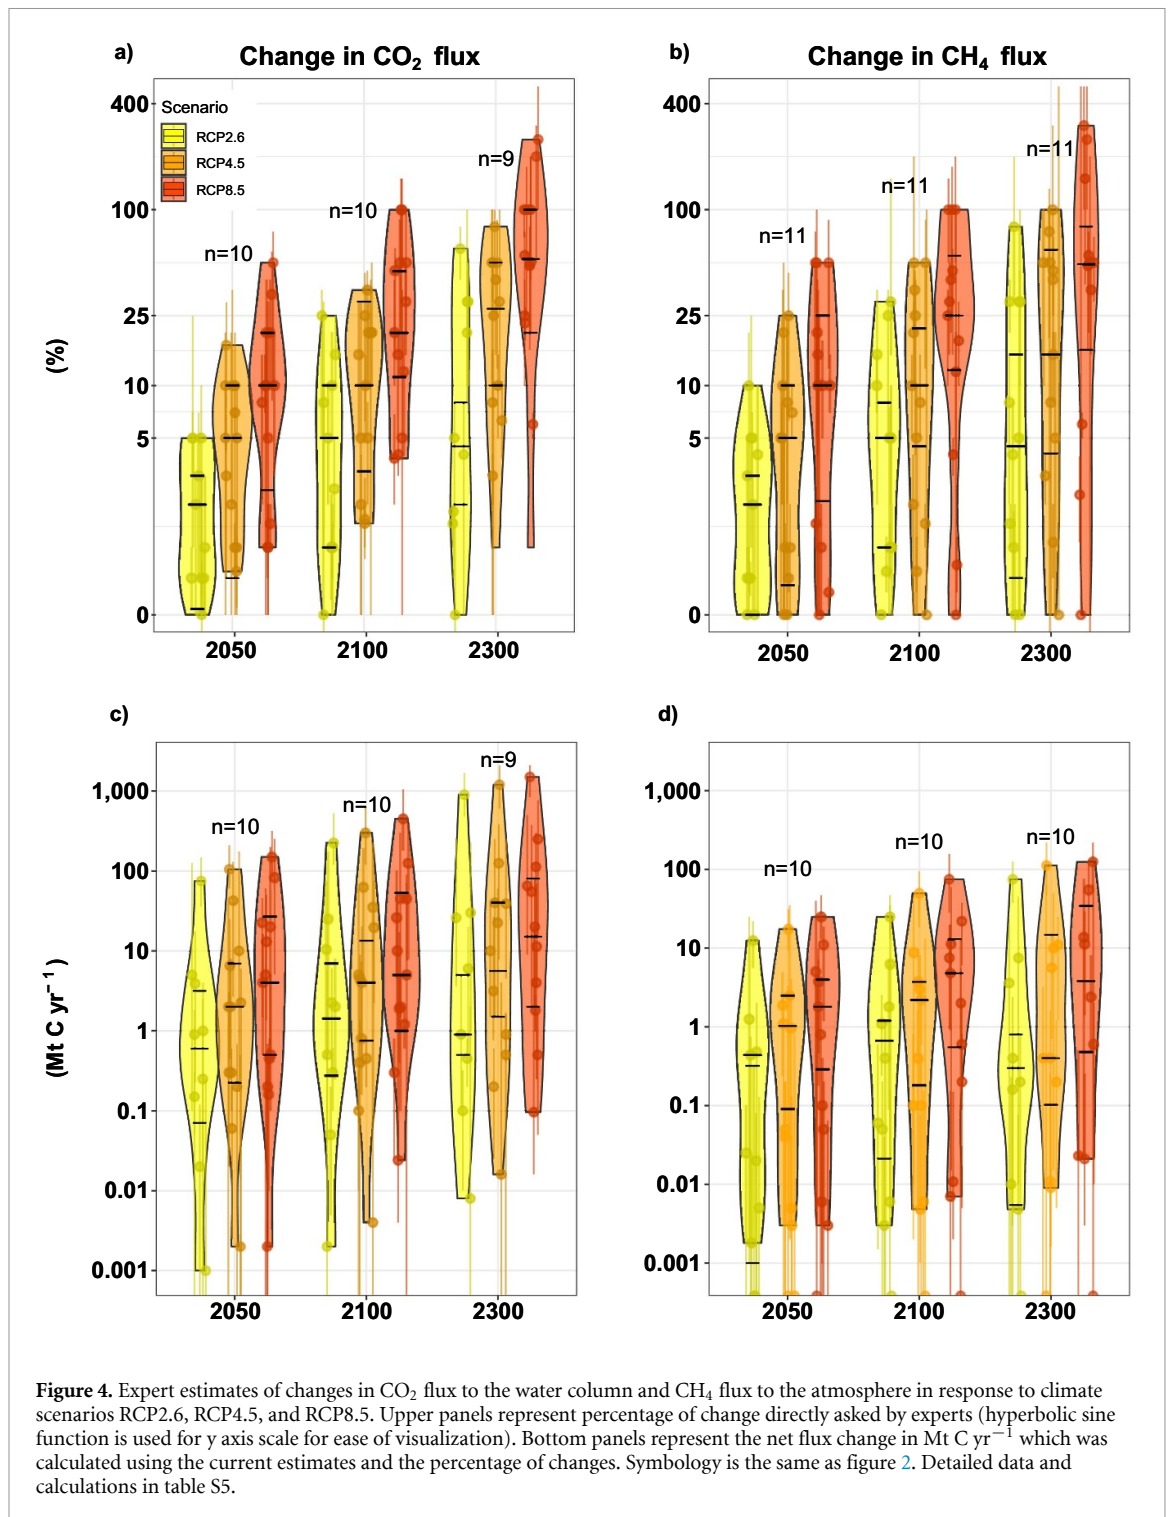 a) Change in CO₂ flux
b) Change in CH₄ flux
Scenario
RCP2.6
RCP4.5
RCP8.5
(%)
400
100
25
10
5
0
n=10
n=10
n=9
2050 2100 2300
400
100
25
10
5
0
n=11
n=11
n=11
2050 2100 2300
c)
(Mt C yr⁻¹)
1,000
100
10
1
0.1
0.01
0.001
n=10
n=10
n=9
2050 2100 2300
d)
1,000
100
10
1
0.1
0.01
0.001
n=10
n=10
n=10
2050 2100 2300
Figure 4. Expert estimates of changes in CO₂ flux to the water column and CH₄ flux to the atmosphere in response to climate
scenarios RCP2.6, RCP4.5, and RCP8.5. Upper panels represent percentage of change directly asked by experts (hyperbolic sine
function is used for y axis scale for ease of visualization). Bottom panels represent the net flux change in Mt C yr⁻¹ which was
calculated using the current estimates and the percentage of changes. Symbology is the same as figure 2. Detailed data and
calculations in table S5.